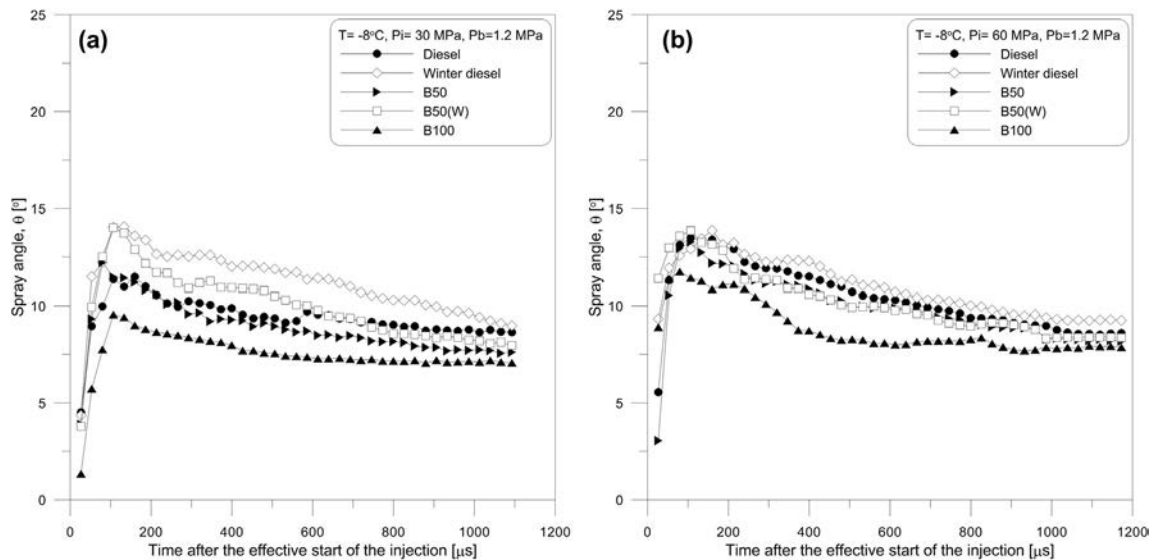 (a)
T= -8ºC, Pi= 30 MPa, Pb=1.2 MPa
Diesel
Winter diesel
B50
B50(W)
B100
25
20
15
10
5
0
Spray angle, θ [º]
0 200 400 600 800 1000 1200
Time after the effective start of the injection [μs]
(b)
T= -8ºC, Pi= 60 MPa, Pb=1.2 MPa
Diesel
Winter diesel
B50
B50(W)
B100
25
20
15
10
5
0
Spray angle, θ [º]
0 200 400 600 800 1000 1200
Time after the effective start of the injection [μs]